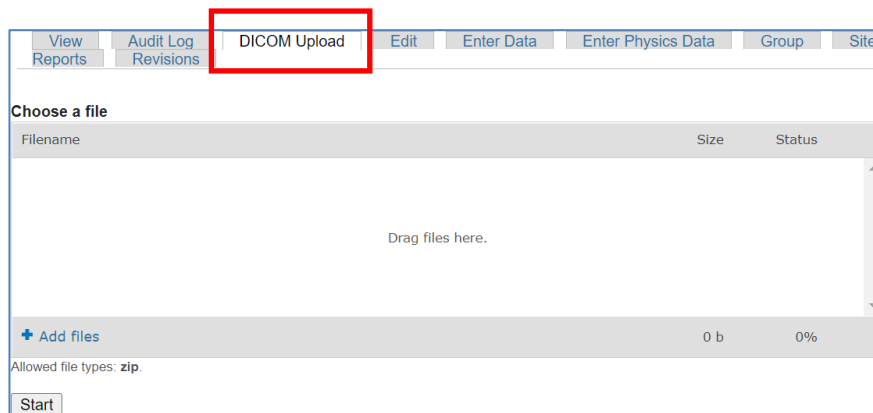 View Audit Log DICOM Upload Edit Enter Data Enter Physics Data Group Site
Reports Revisions
Choose a file
Filename Size Status
Drag files here.
Add files 0 b 0%
Allowed file types: zip.
Start